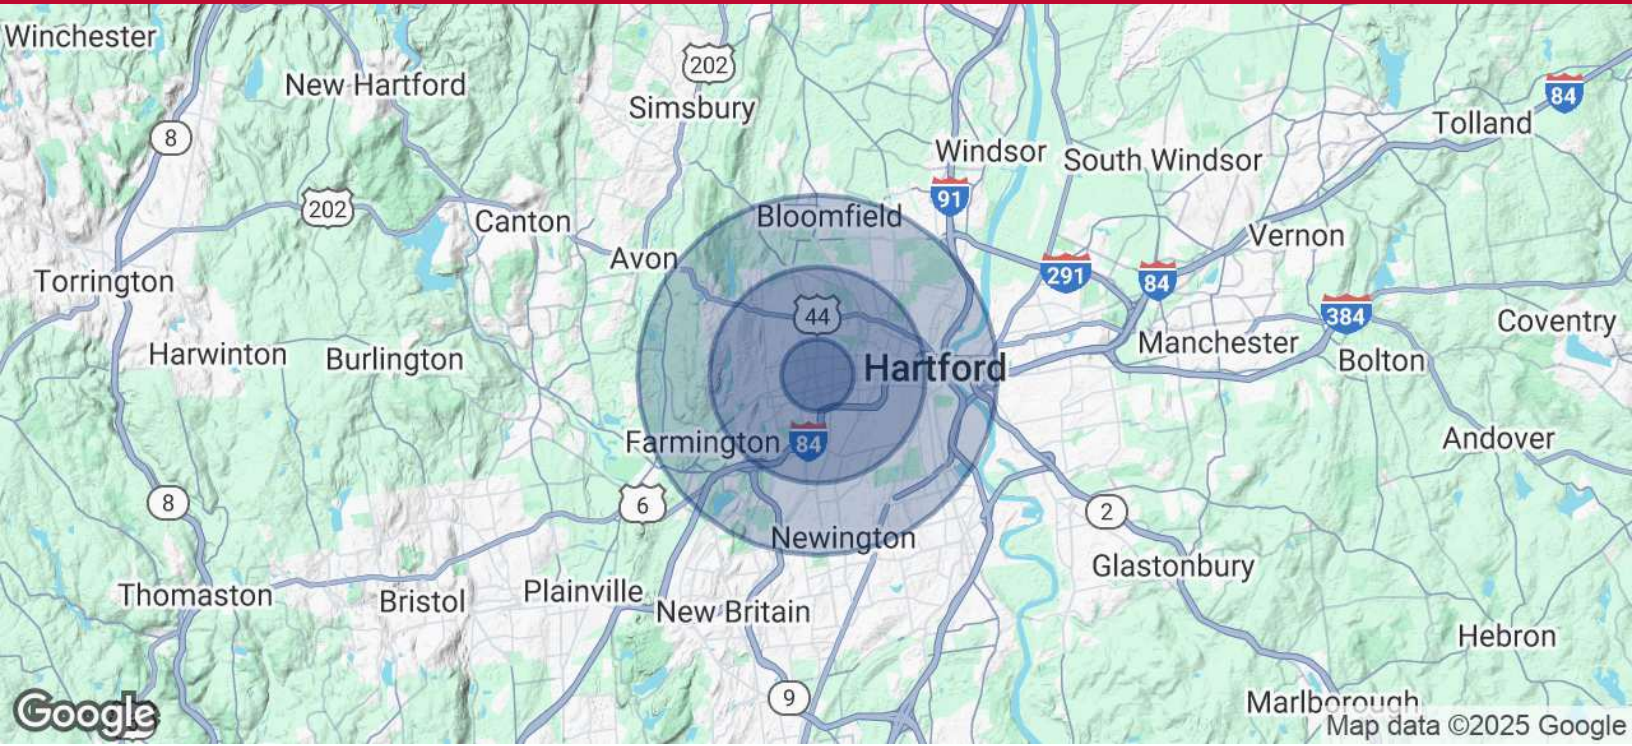 Winchester
202
New Hartford
84
Simsbury
Tolland
8
Windsor
South Windsor
91
202
Canton
Bloomfield
Vernon
Avon
291
84
Torrington
44
384
Coventry
Harwinton
Burlington
Hartford
Manchester
Bolton
Farmington
84
Andover
8
6
2
Newington
Glastonbury
Thomaston
Bristol
Plainville
New Britain
Hebron
9
Marlborough
Google
Map data ©2025 Google